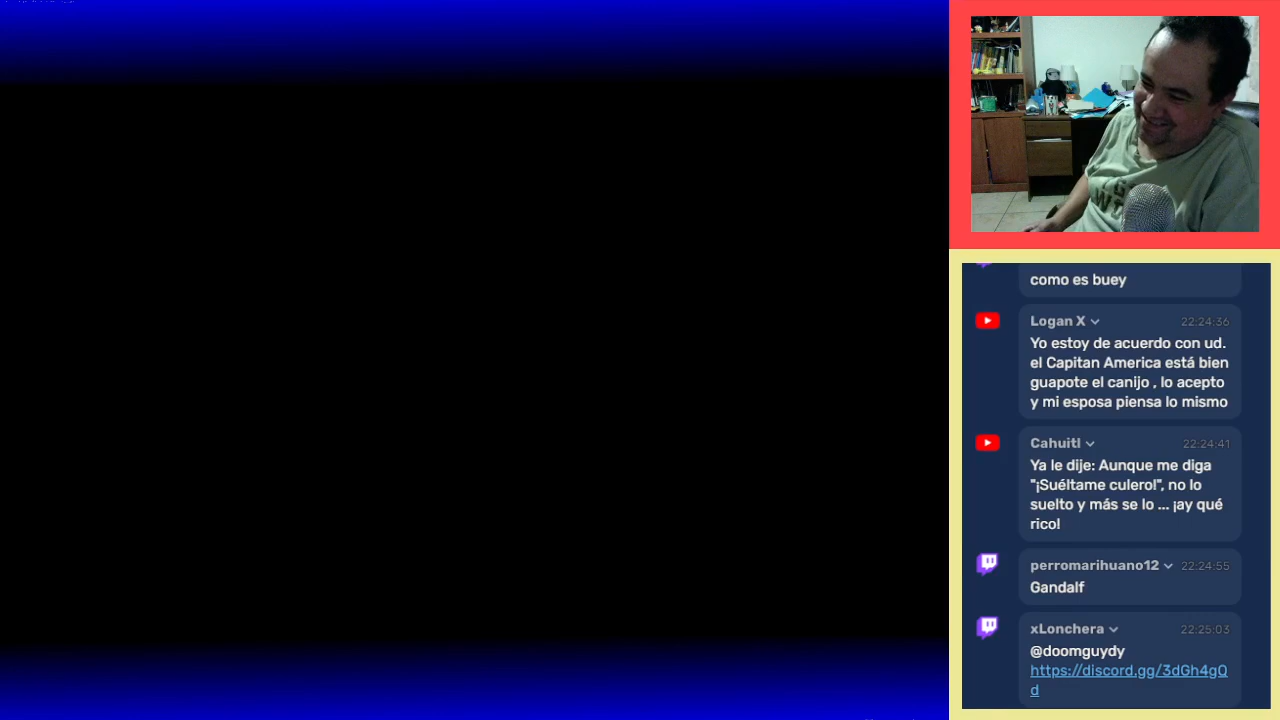 como es buey
Logan X 22:24:36
Yo estoy de acuerdo con ud.
el Capitan America está bien
guapote el canijo , lo acepto
y mi esposa piensa lo mismo
Cahuitl 22:24:41
Ya le dije: Aunque me diga
"¡Suéltame culero!", no lo
suelto y más se lo ... ¡ay qué
rico!
perromarihuano12 22:24:55
Gandalf
xLonchera 22:25:03
@doomguydy
https://discord.gg/3dGh4gQ
d